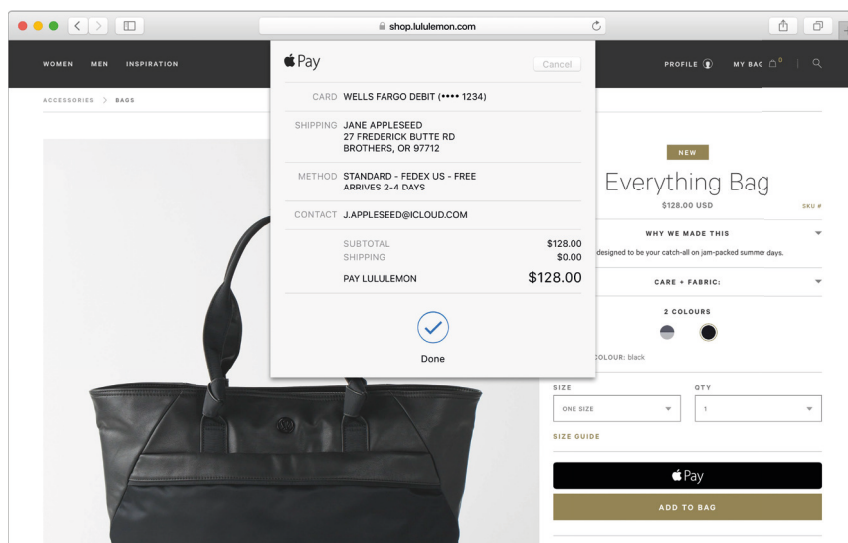 shop.lululemon.com
WOMEN MEN INSPIRATION
PROFILE MY BAG 0
ACCESSORIES > BAGS
Pay
Cancel
CARD WELLS FARGO DEBIT (•••• 1234)
SHIPPING JANE APPLESEED
27 FREDERICK BUTTE RD
BROTHERS, OR 97712
METHOD STANDARD - FEDEX US - FREE
ARRIVES 2-4 DAYS
CONTACT J.APPLESEED@ICLOUD.COM
SUBTOTAL $128.00
SHIPPING $0.00
PAY LULULEMON $128.00
Done
NEW
Everything Bag
$128.00 USD
SKU #
WHY WE MADE THIS
designed to be your catch-all on jam-packed summer days.
CARE + FABRIC:
2 COLOURS
COLOUR: black
SIZE QTY
ONE SIZE 1
SIZE GUIDE
Pay
ADD TO BAG